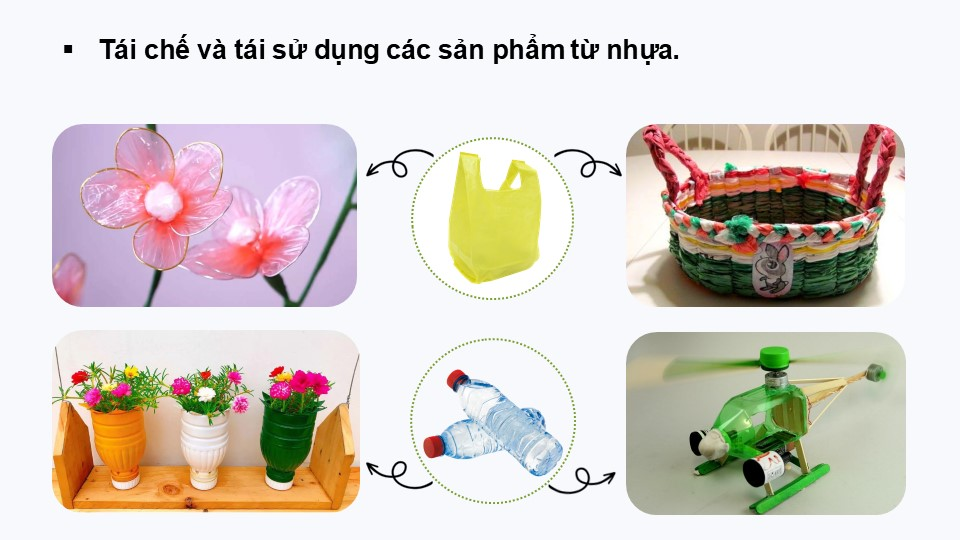 ▪ Tái chế và tái sử dụng các sản phẩm từ nhựa.